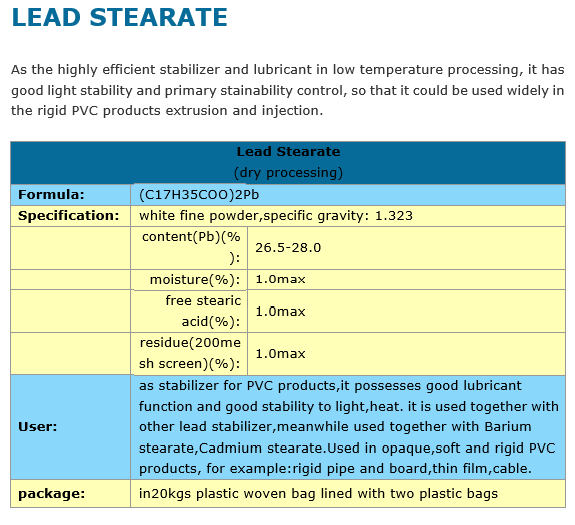 LEAD STEARATE
As the highly efficient stabilizer and lubricant in low temperature processing, it has
good light stability and primary stainability control, so that it could be used widely in
the rigid PVC products extrusion and injection.
Lead Stearate
(dry processing)
Formula: (C17H35COO)2Pb
Specification: white fine powder,specific gravity: 1.323
content(Pb)(%
): 26.5-28.0
moisture(%): 1.0max
free stearic
acid(%): 1.0max
residue(200me
sh screen)(%): 1.0max
User: as stabilizer for PVC products,it possesses good lubricant
function and good stability to light,heat. it is used together with
other lead stabilizer,meanwhile used together with Barium
stearate,Cadmium stearate.Used in opaque,soft and rigid PVC
products, for example:rigid pipe and board,thin film,cable.
package: in20kgs plastic woven bag lined with two plastic bags